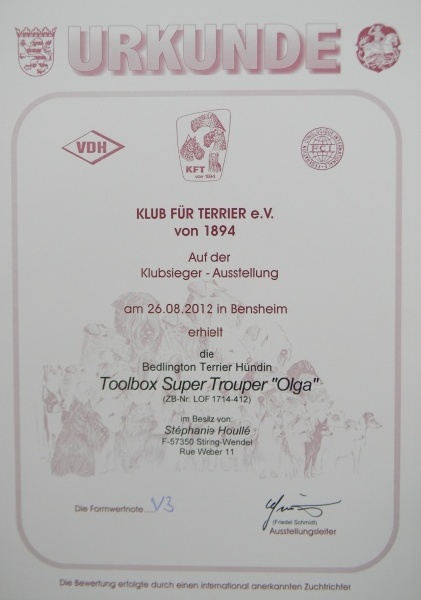 URKUNDE
VDH
KFT
von 1894
F.C.I.
KLUB FÜR TERRIER e.V.
von 1894
Auf der
Klubsieger - Ausstellung
am 26.08.2012 in Bensheim
erhielt
die
Bedlington Terrier Hündin
Toolbox Super Trouper "Olga"
(ZB-Nr: LOF 1714-412)
im Besitz von:
Stéphanie Houllé
F-57350 Stirng-Wendel
Rue Weber 11
Die Formwertnote....V3
(Friedel Schmidt)
Ausstellungsleiter
Die Bewertung erfolgte durch einen international anerkannten Zuchtrichter